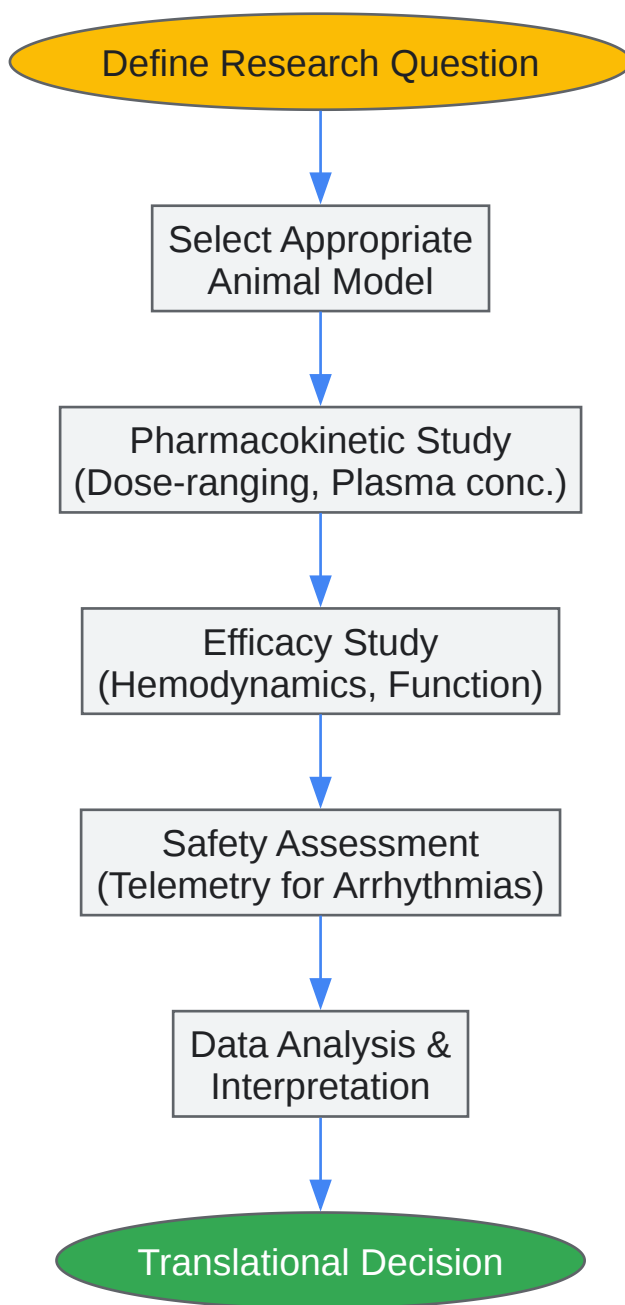 Define Research Question
Select Appropriate
Animal Model
Pharmacokinetic Study
(Dose-ranging, Plasma conc.)
Efficacy Study
(Hemodynamics, Function)
Safety Assessment
(Telemetry for Arrhythmias)
Data Analysis &
Interpretation
Translational Decision